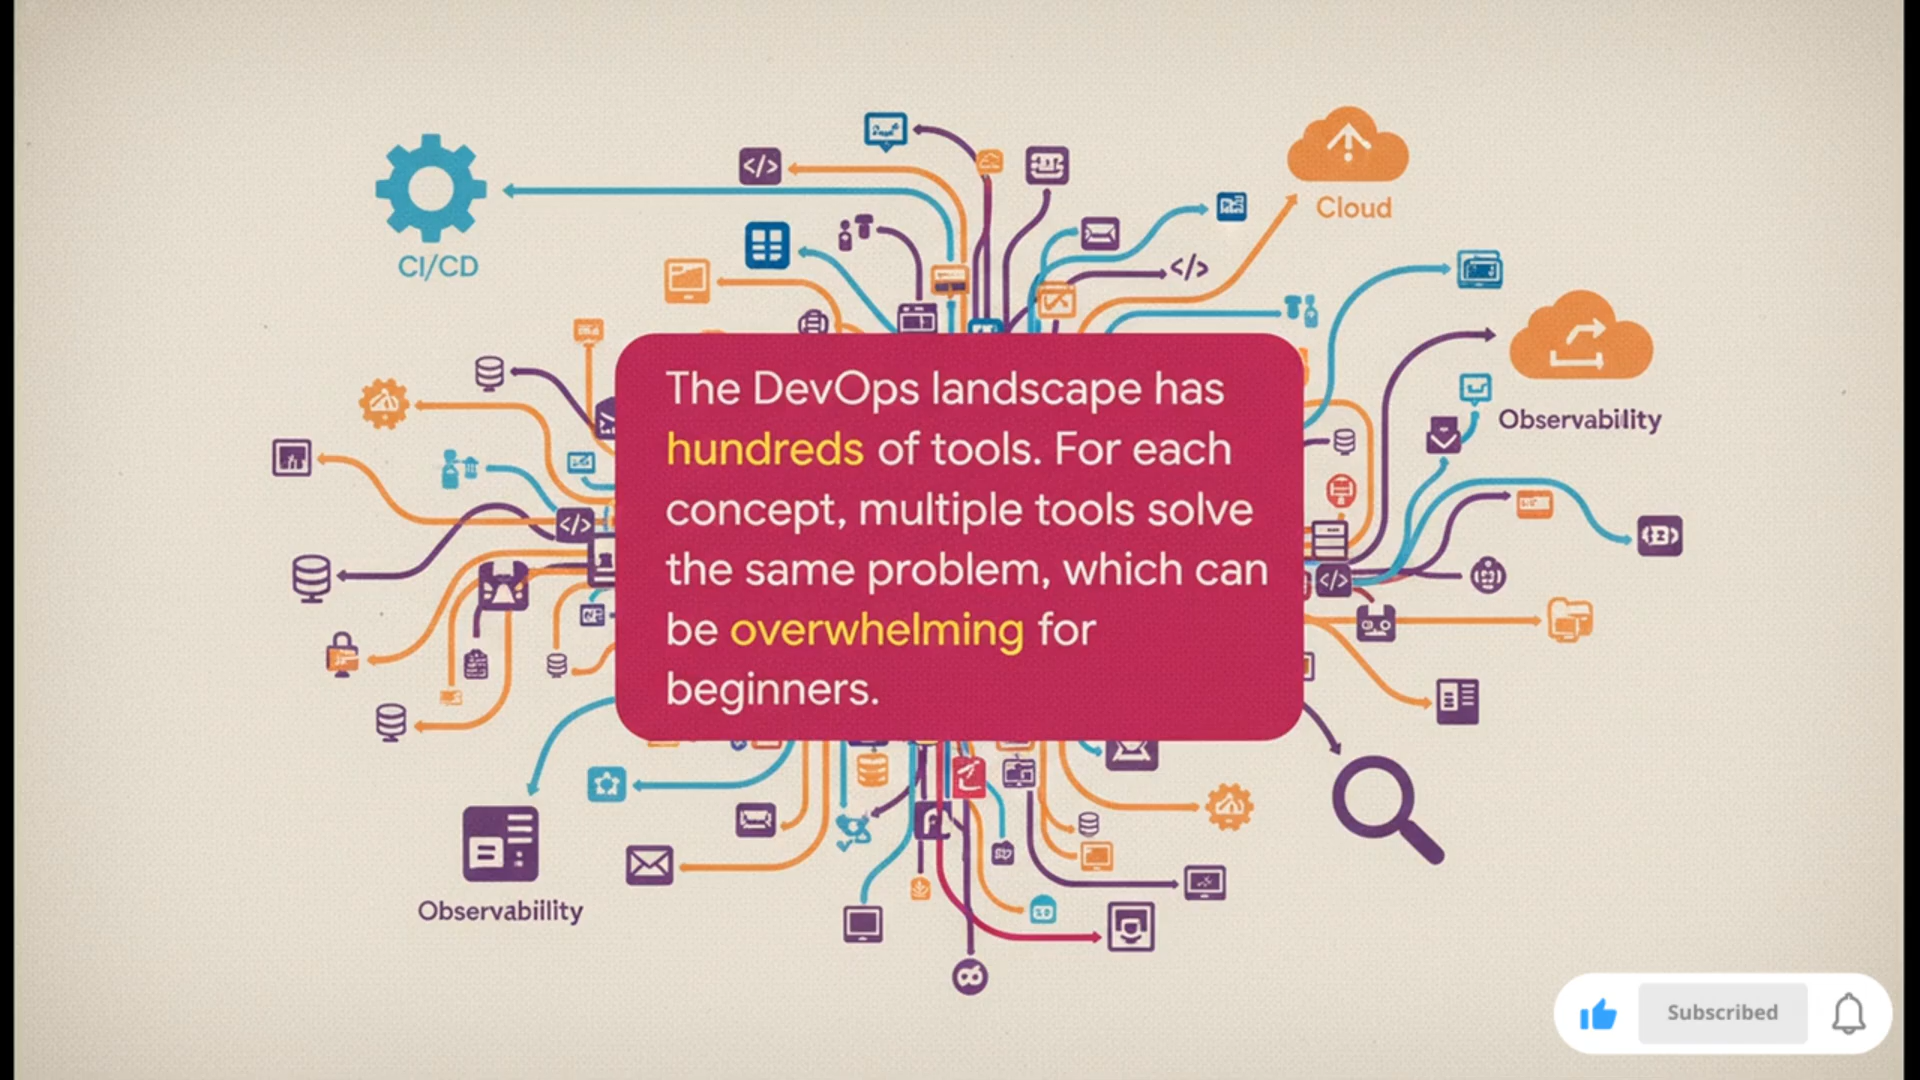 CI/CD
Cloud
</>
</>
The DevOps landscape has
hundreds of tools. For each
concept, multiple tools solve
the same problem, which can
be overwhelming for
beginners.
Observability
</>
</>
Observabiility
Subscribed